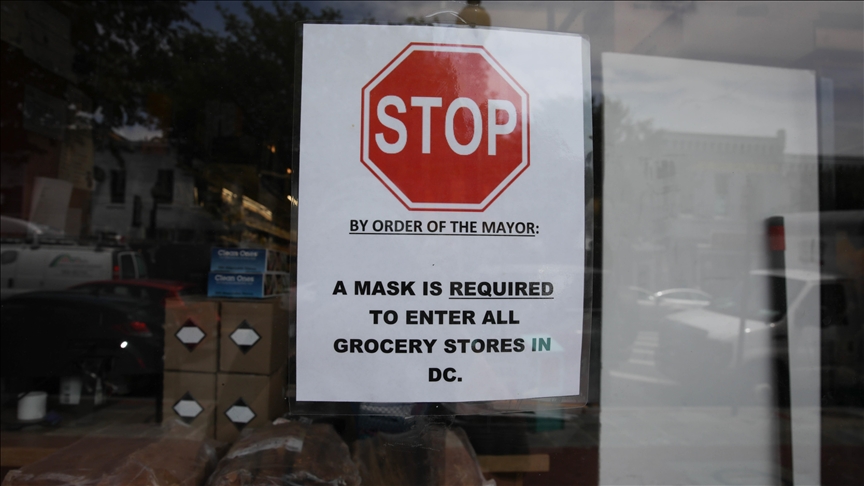 STOP
BY ORDER OF THE MAYOR:
A MASK IS REQUIRED
TO ENTER ALL
GROCERY STORES IN
DC.